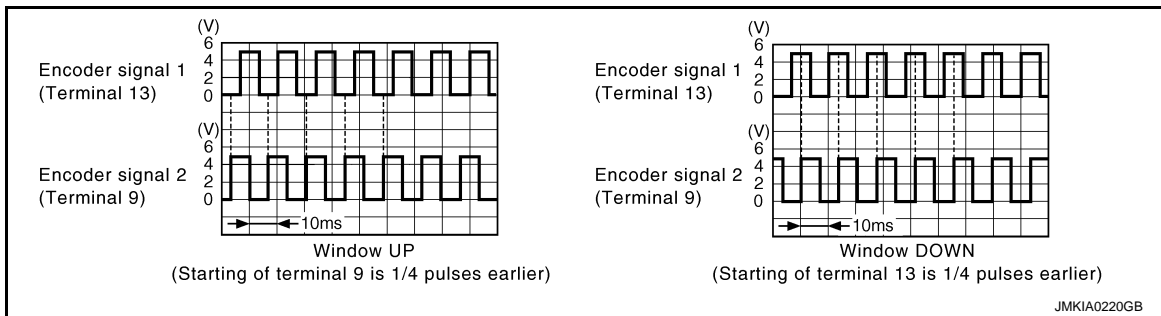 (V)
6
4
2
0
Encoder signal 1
(Terminal 13)
(V)
6
4
2
0
Encoder signal 2
(Terminal 9)
10ms
Window UP
(Starting of terminal 9 is 1/4 pulses earlier)
(V)
6
4
2
0
Encoder signal 1
(Terminal 13)
(V)
6
4
2
0
Encoder signal 2
(Terminal 9)
10ms
Window DOWN
(Starting of terminal 13 is 1/4 pulses earlier)
JMKIA0220GB